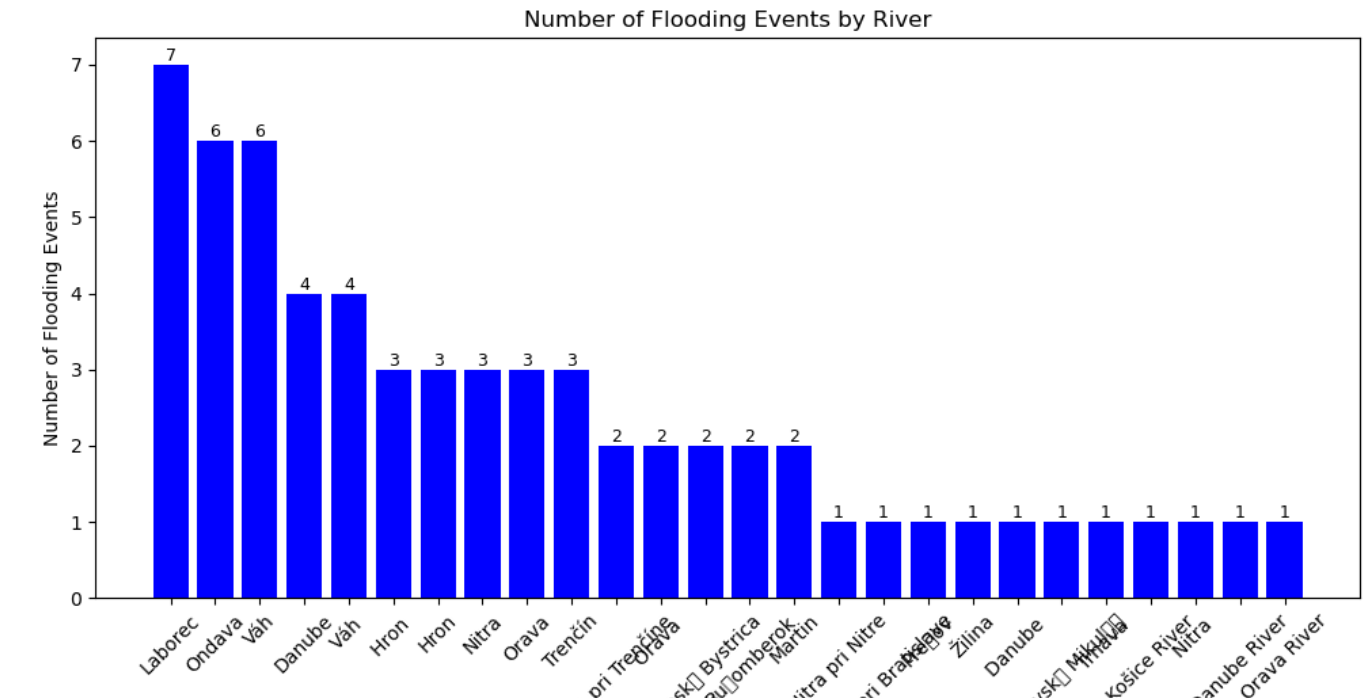 Number of Flooding Events by River
Number of Flooding Events
7
6
5
4
3
2
1
0
7
6
6
4
4
3
3
3
3
3
2
2
2
2
2
1
1
1
1
1
1
1
1
1
1
1
Laborec
Ondava
Váh
Danube
Váh
Hron
Hron
Nitra
Orava
Trenčín
pri Trenčíne
Orava
Bystrica
Martin
pri Nitre
Žilina
Danube
Košice River
Nitra
Danube River
Orava River